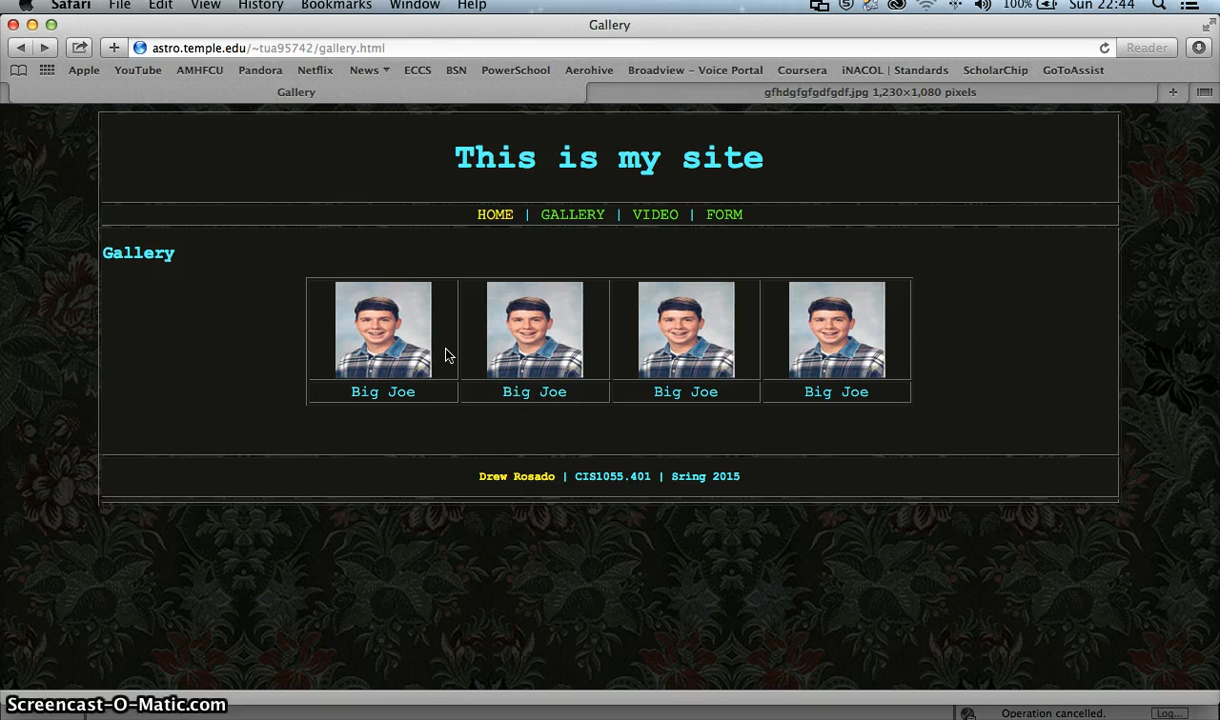 Safari File Edit View History Bookmarks Window Help 100% Sun 22:44
Gallery
astro.temple.edu/~tua95742/gallery.html Reader
Apple YouTube AMHFCU Pandora Netflix News ECCS BSN PowerSchool Aerohive Broadview - Voice Portal Coursera iNACOL | Standards ScholarChip GoToAssist
Gallery gfhdgfgfgdfgdf.jpg 1,230×1,080 pixels
This is my site
HOME | GALLERY | VIDEO | FORM
Gallery
Big Joe Big Joe Big Joe Big Joe
Drew Rosado | CIS1055.401 | Sring 2015
Screencast-O-Matic.com
Operation cancelled. Log...